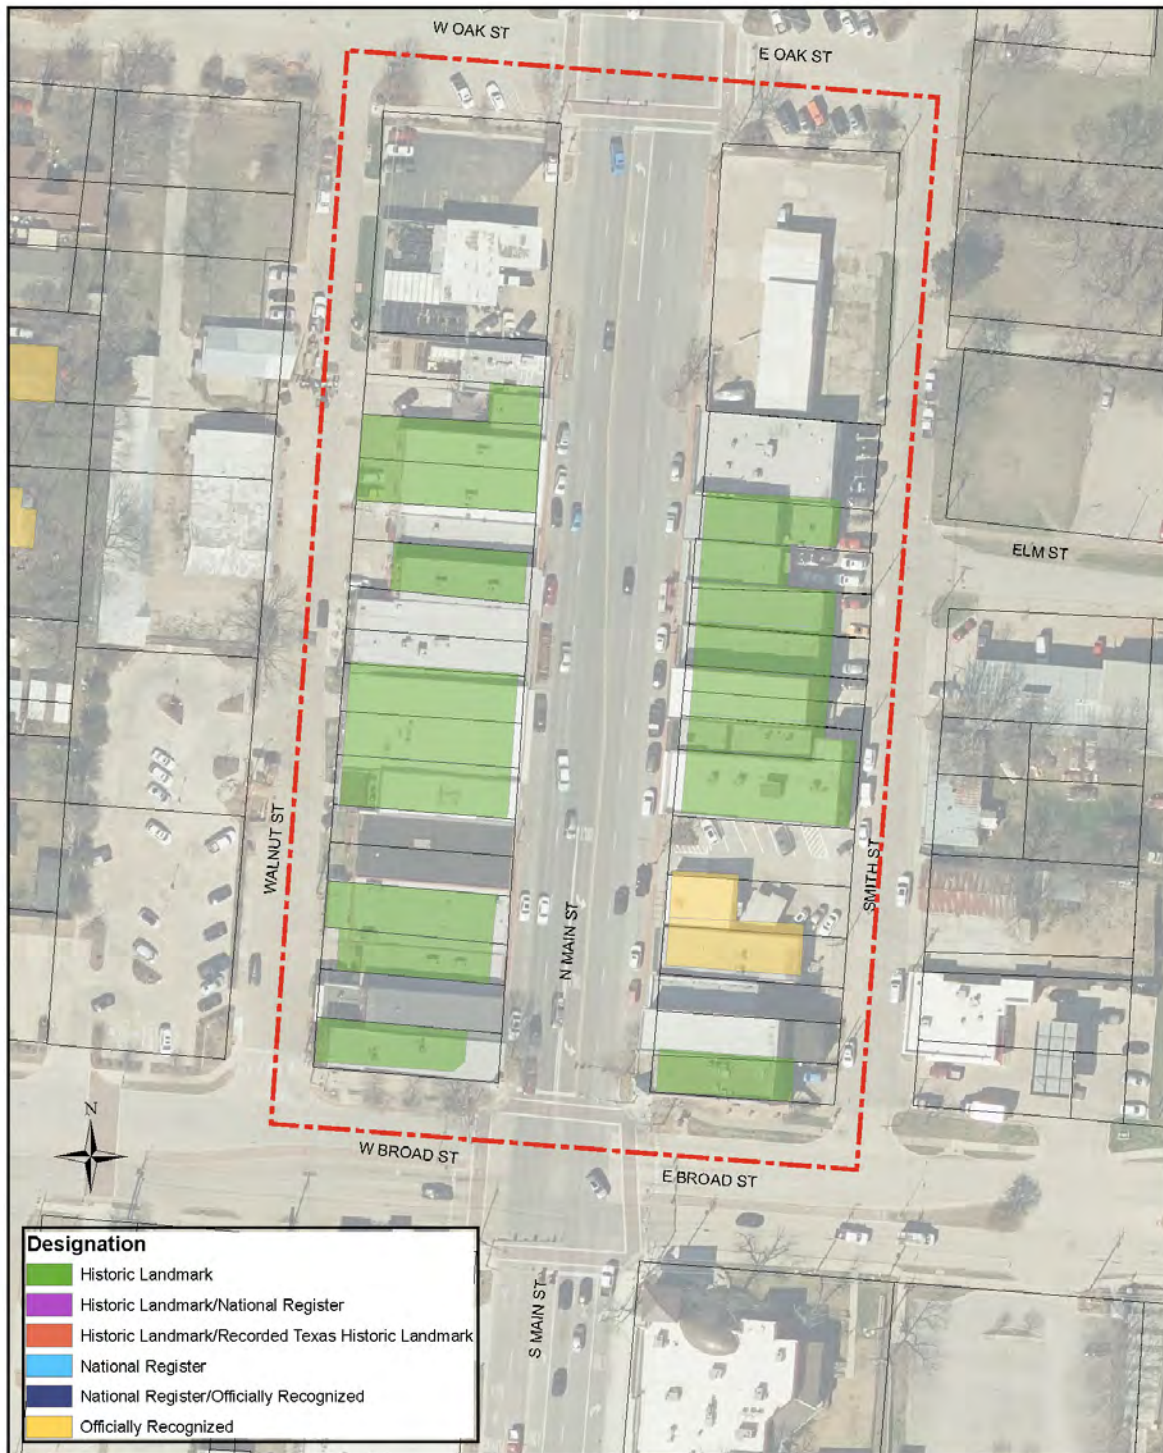 W OAK ST
E OAK ST
ELM ST
WALNUT ST
N MAIN ST
SMITH ST
N
W BROAD ST
E BROAD ST
S MAIN ST
Designation
Historic Landmark
Historic Landmark/National Register
Historic Landmark/Recorded Texas Historic Landmark
National Register
National Register/Officially Recognized
Officially Recognized